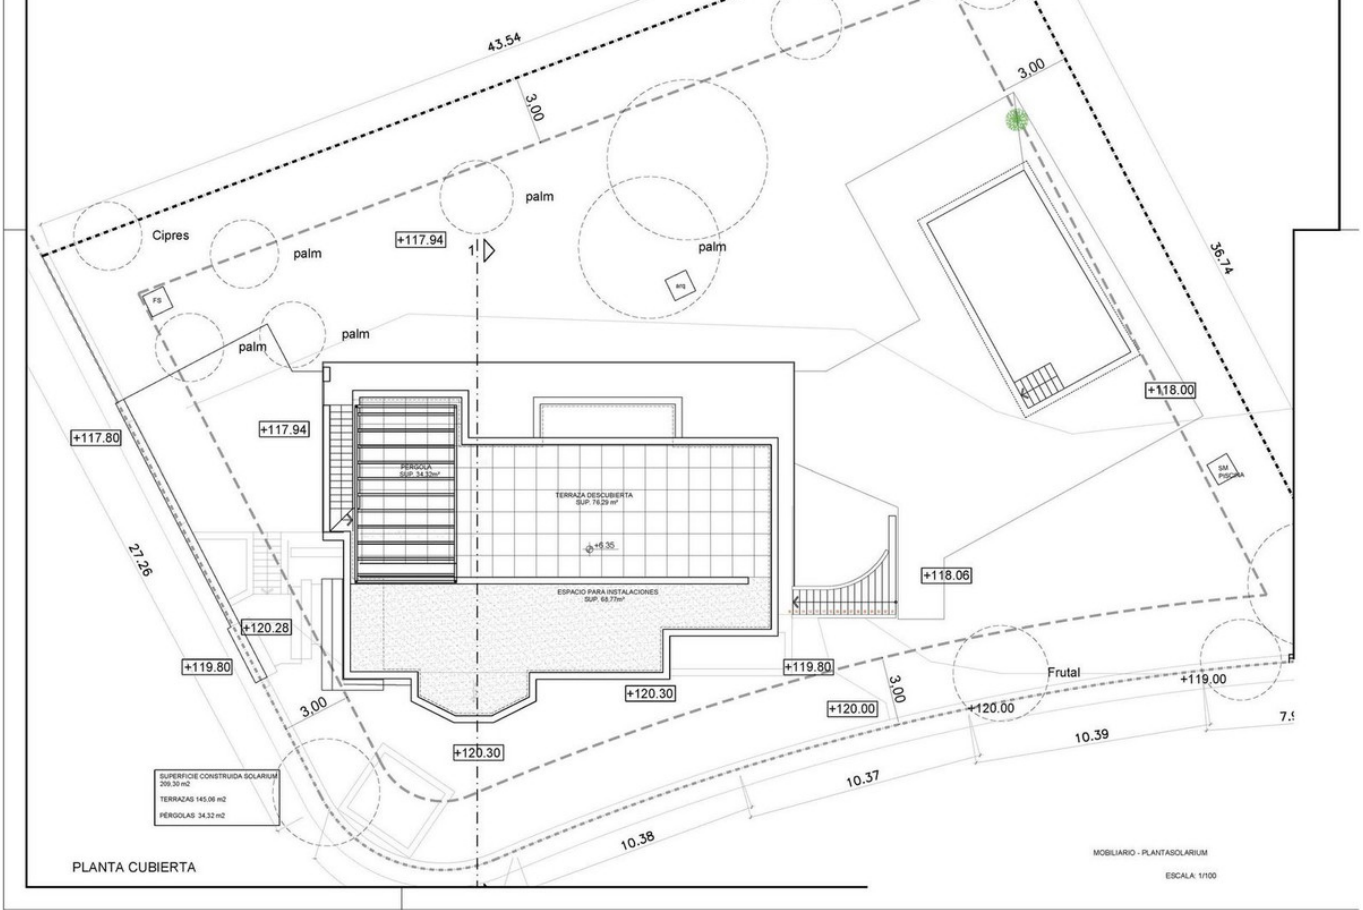 43.54
3,00
3,00
palm
Cipres
+117.94
1
palm
palm
36.74
arq
FS
palm
palm
+118.00
+117.80
+117.94
PERGOLA
SUP. 34,32m²
TERRAZA DESCUBIERTA
SUP. 76,29 m²
SM
PISCINA
27.26
+6.35
+118.06
ESPACIO PARA INSTALACIONES
SUP. 68,77m²
+120.28
+119.80
+119.80
Frutal
+119.00
3,00
+120.30
3,00
+120.00
+120.00
7.9
+120.30
10.39
SUPERFICIE CONSTRUIDA SOLARIUM
209,30 m2
TERRAZAS 145,06 m2
PERGOLAS 34,32 m2
10.37
10.38
PLANTA CUBIERTA
MOBILIARIO - PLANTASOLARIUM
ESCALA: 1/100